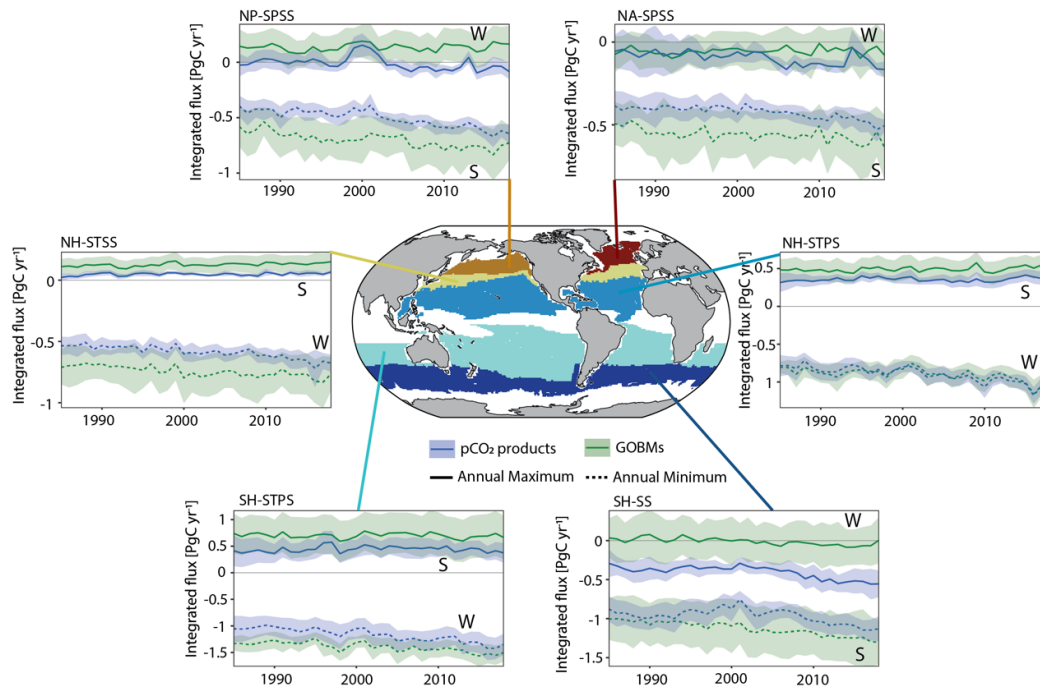 NP-SPSS
Integrated flux [PgC yr⁻¹]
0.25
0
-0.5
-1
W
S
1990
2000
2010
NA-SPSS
Integrated flux [PgC yr⁻¹]
0
-0.5
W
S
1990
2000
2010
NH-STSS
Integrated flux [PgC yr⁻¹]
0
-0.5
-1
S
W
1990
2000
2010
NH-STPS
Integrated flux [PgC yr⁻¹]
0.5
0
-0.5
1
S
W
1990
2000
2010
pCO₂ products
GOBMs
Annual Maximum
Annual Minimum
SH-STPS
Integrated flux [PgC yr⁻¹]
1
0.5
0
-1
-1.5
S
W
1990
2000
2010
SH-SS
Integrated flux [PgC yr⁻¹]
0
-0.5
-1
-1.5
W
S
1990
2000
2010